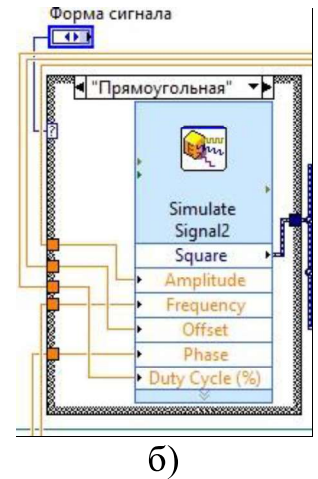 Форма сигнала
"Прямоугольная"
?
Simulate
Signal2
Square
Amplitude
Frequency
Offset
Phase
Duty Cycle (%)
б)